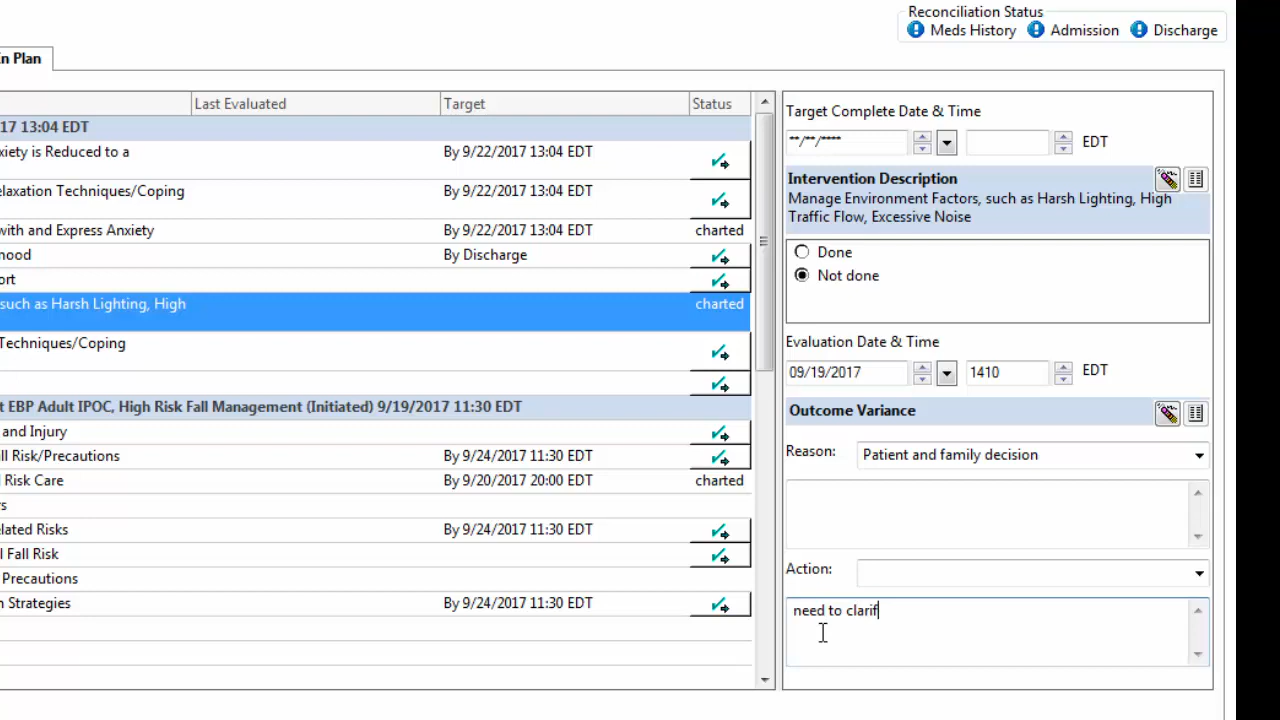 Reconciliation Status
Meds History Admission Discharge
In Plan
Last Evaluated Target Status
17 13:04 EDT
xiety is Reduced to a By 9/22/2017 13:04 EDT
elaxation Techniques/Coping By 9/22/2017 13:04 EDT
with and Express Anxiety By 9/22/2017 13:04 EDT charted
hood By Discharge
ort
such as Harsh Lighting, High charted
Techniques/Coping
t EBP Adult IPOC, High Risk Fall Management (Initiated) 9/19/2017 11:30 EDT
and Injury
ll Risk/Precautions By 9/24/2017 11:30 EDT
l Risk Care By 9/20/2017 20:00 EDT charted
rs
elated Risks By 9/24/2017 11:30 EDT
l Fall Risk
Precautions
n Strategies By 9/24/2017 11:30 EDT
Target Complete Date & Time
**/**/**** EDT
Intervention Description
Manage Environment Factors, such as Harsh Lighting, High
Traffic Flow, Excessive Noise
Done
Not done
Evaluation Date & Time
09/19/2017 1410 EDT
Outcome Variance
Reason: Patient and family decision
Action:
need to clarif